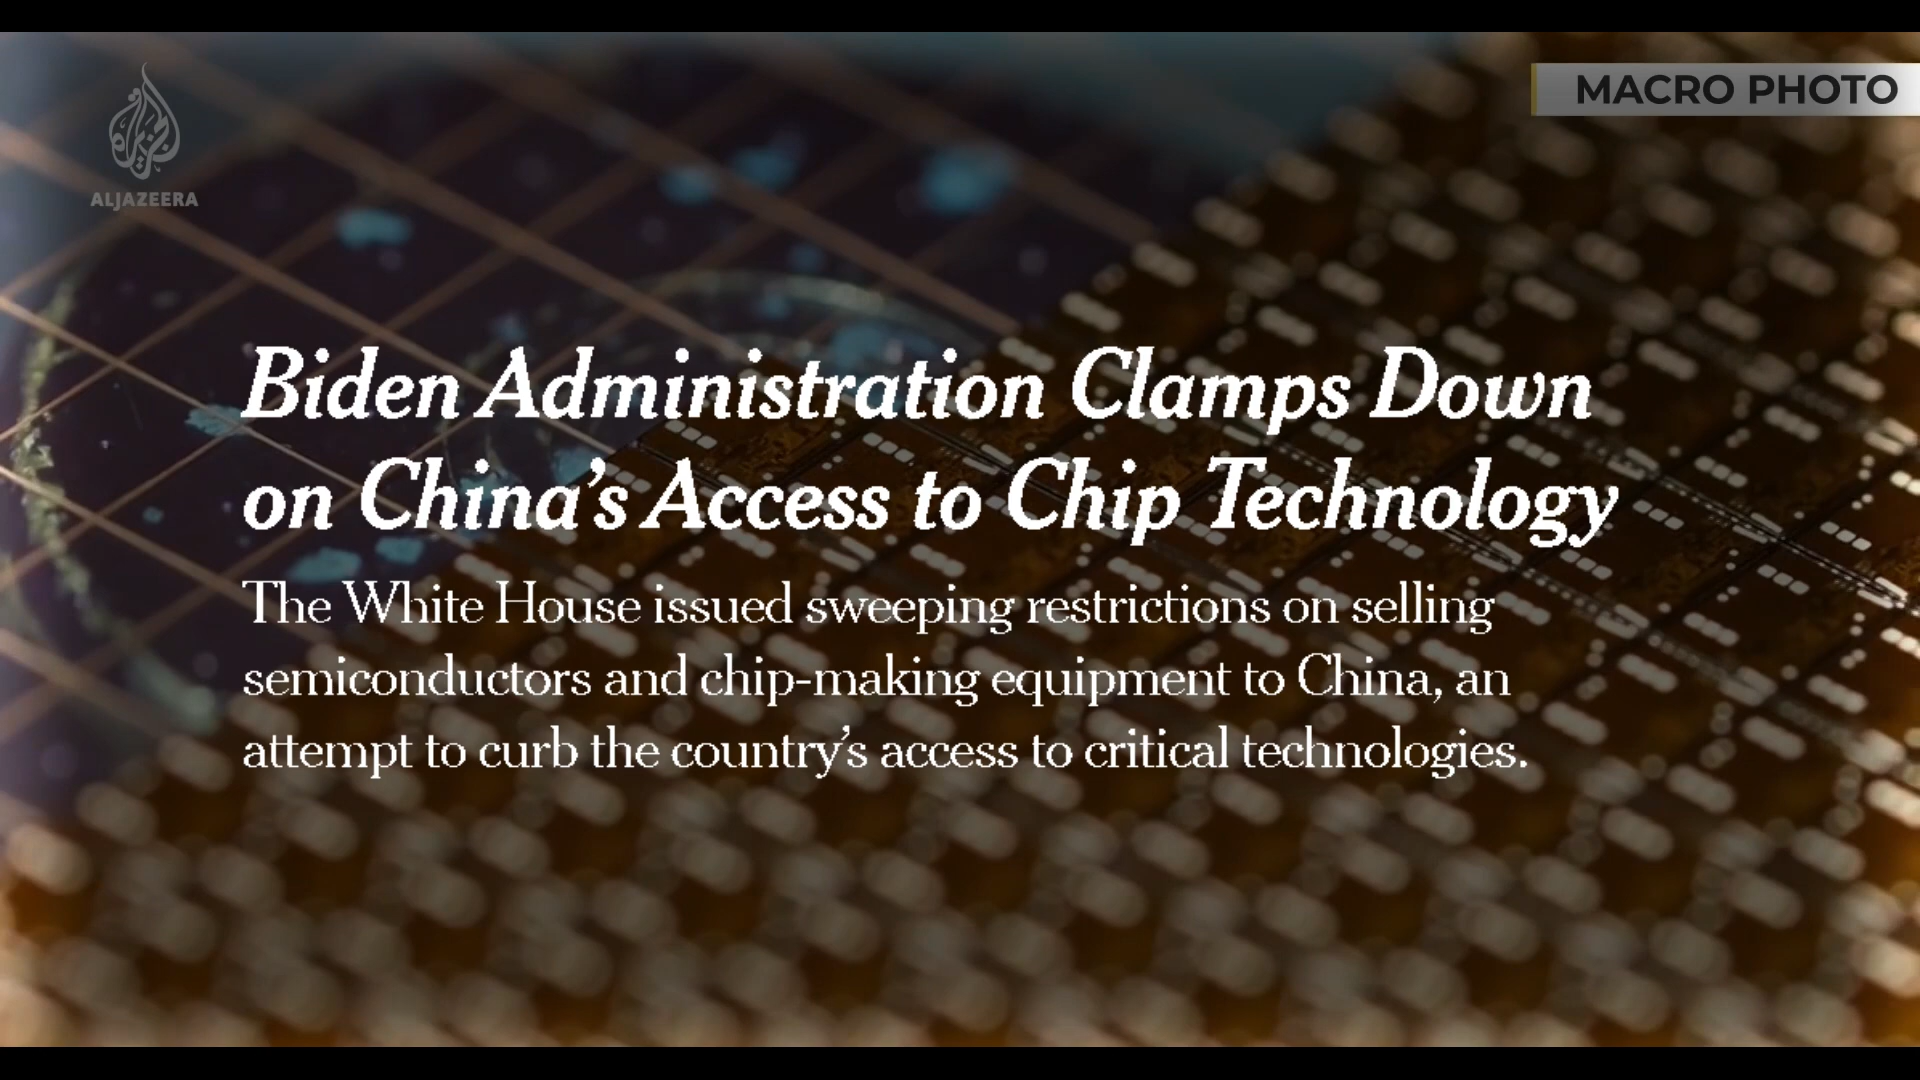 ALJAZEERA
MACRO PHOTO
Biden Administration Clamps Down
on China’s Access to Chip Technology
The White House issued sweeping restrictions on selling
semiconductors and chip-making equipment to China, an
attempt to curb the country’s access to critical technologies.